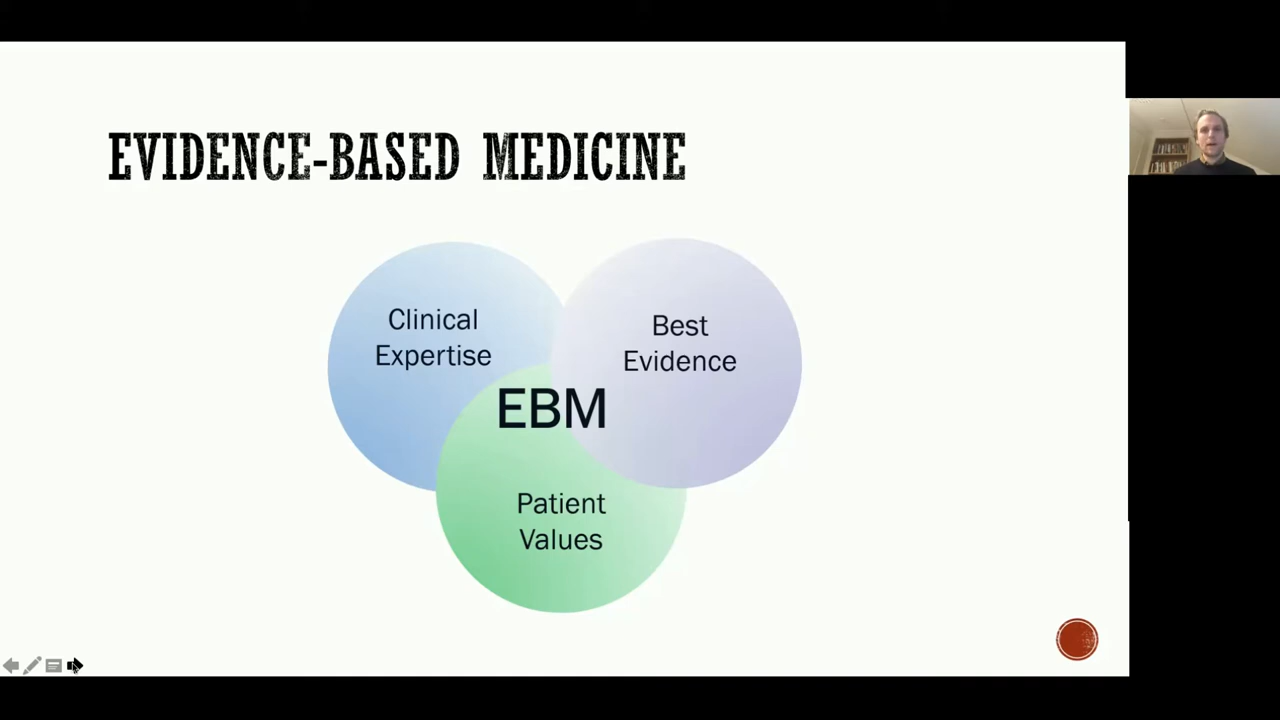 EVIDENCE-BASED MEDICINE
Clinical
Expertise
Best
Evidence
EBM
Patient
Values